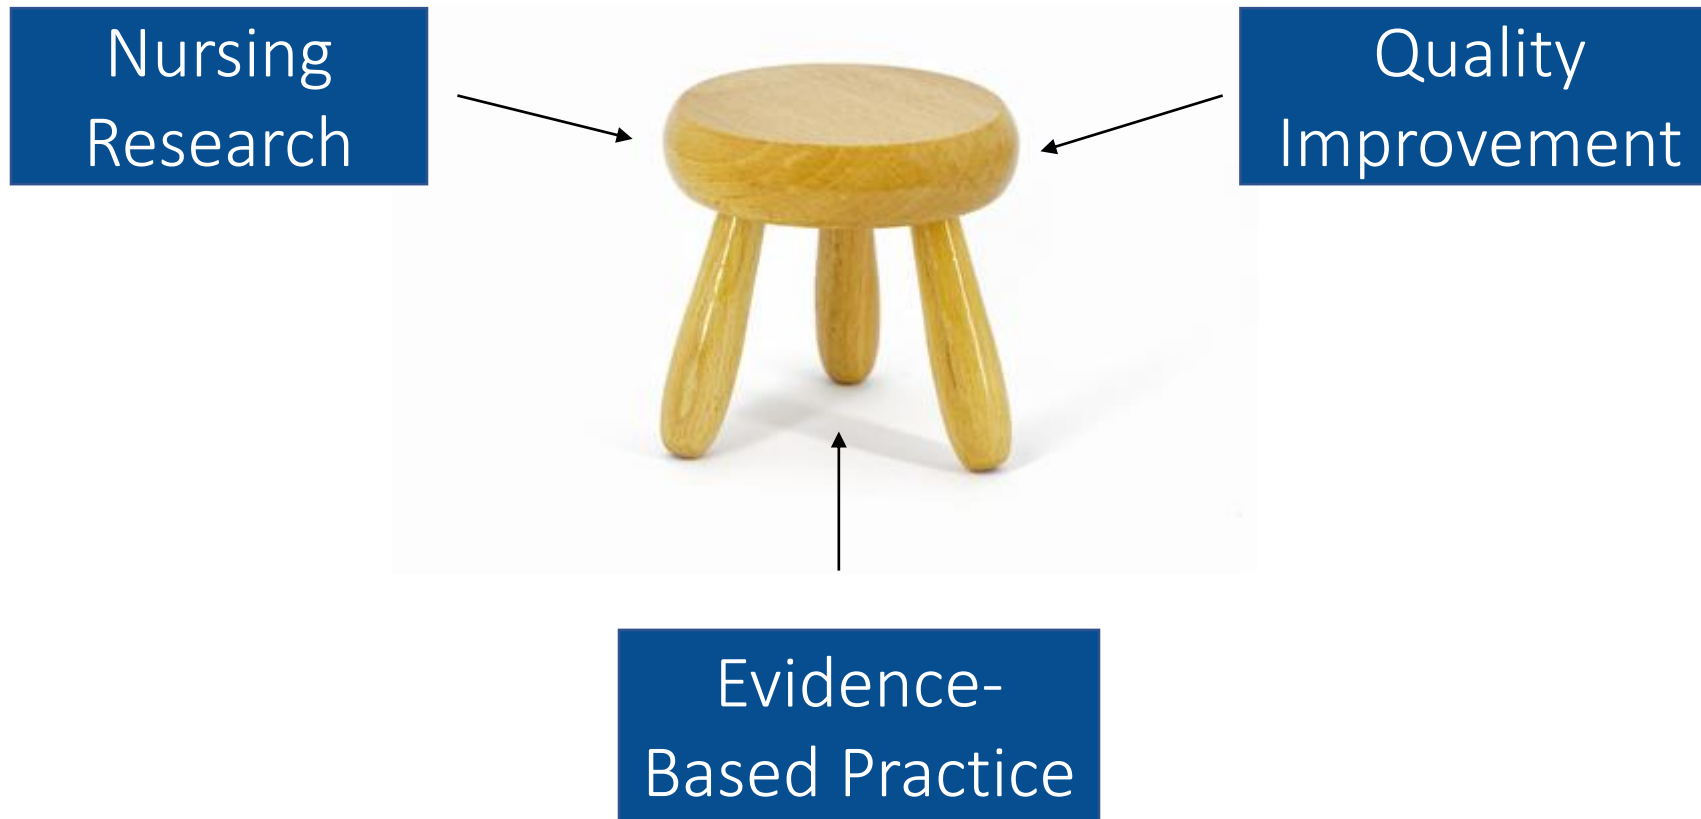 Nursing
Research
Quality
Improvement
Evidence-
Based Practice